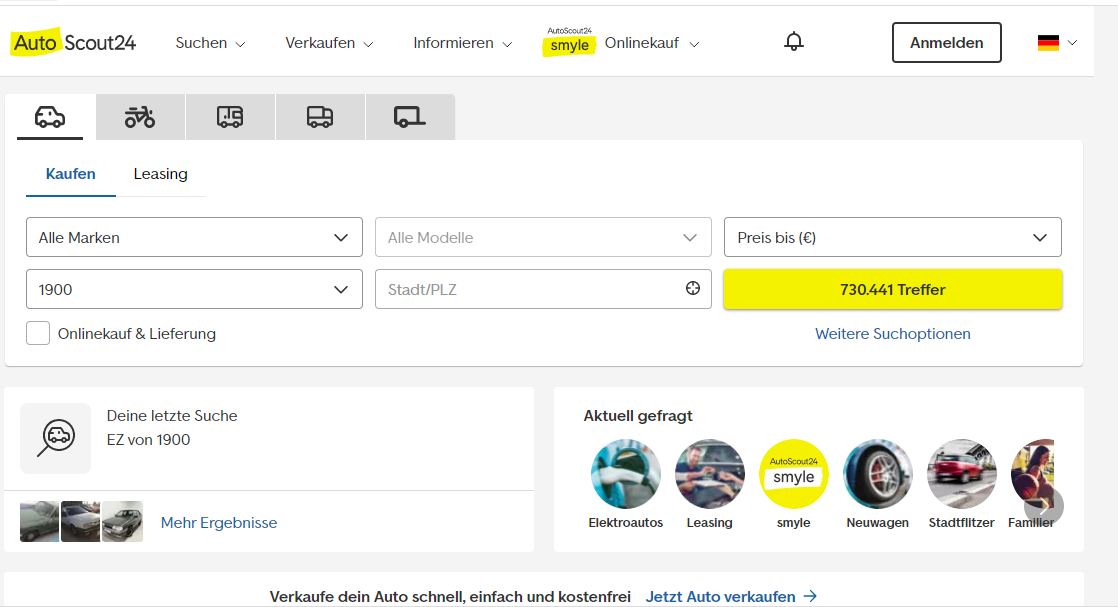 AutoScout24
Suchen
Verkaufen
Informieren
AutoScout24
smyle
Onlinekauf
Anmelden
Kaufen
Leasing
Alle Marken
Alle Modelle
Preis bis (€)
1900
Stadt/PLZ
730.441 Treffer
Onlinekauf & Lieferung
Weitere Suchoptionen
Deine letzte Suche
EZ von 1900
Mehr Ergebnisse
Aktuell gefragt
AutoScout24
smyle
Elektroautos
Leasing
smyle
Neuwagen
Stadtflitzer
Familier
Verkaufe dein Auto schnell, einfach und kostenfrei
Jetzt Auto verkaufen